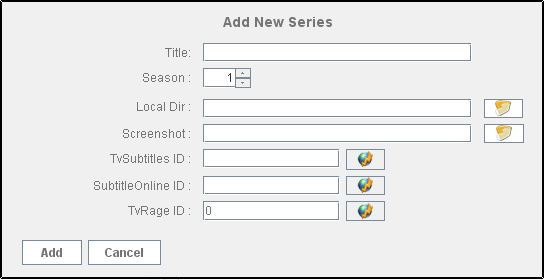 Add New Series
Title:
Season : 1
Local Dir :
Screenshot :
TvSubtitles ID :
SubtitleOnline ID :
TvRage ID : 0
Add Cancel